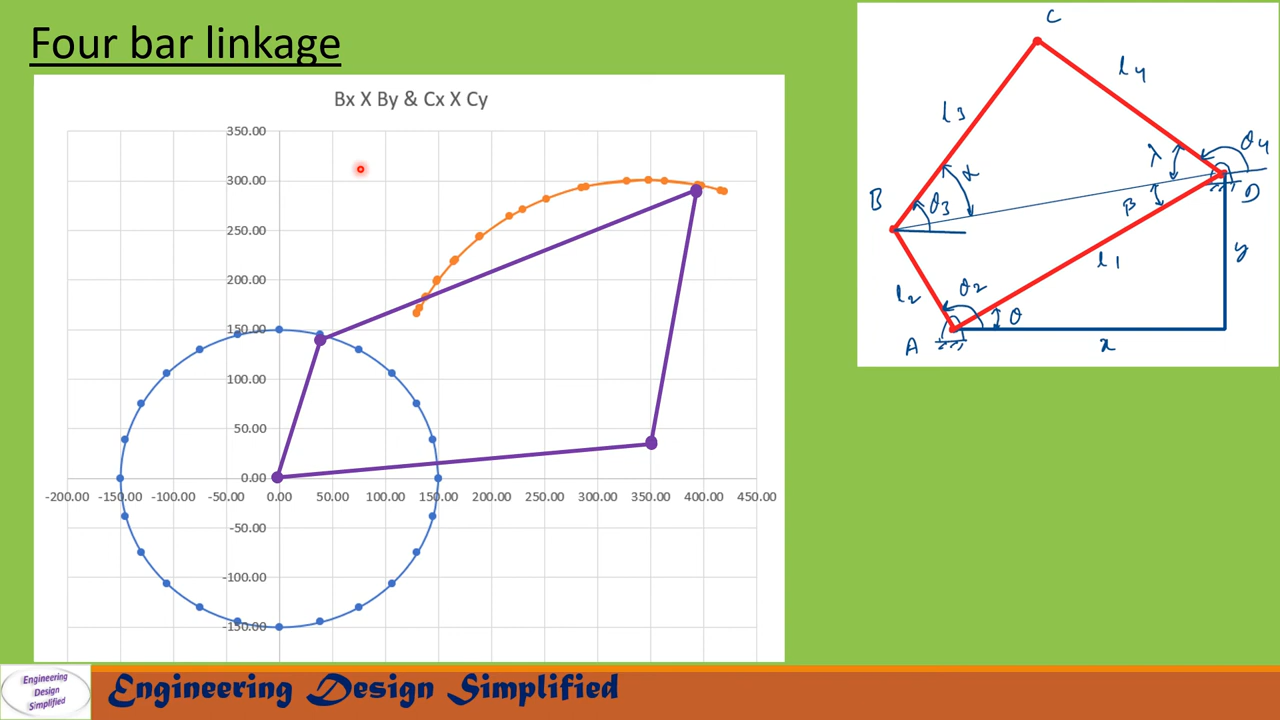 Four bar linkage
Bx X By & Cx X Cy
350.00
300.00
250.00
200.00
150.00
100.00
50.00
0.00
-200.00 -150.00 -100.00 -50.00 0.00 50.00 100.00 150.00 200.00 250.00 300.00 350.00 400.00 450.00
-50.00
-100.00
-150.00
C
l4
l3
θ4
λ
α
B
θ3
β
D
l1
y
l2
θ2
θ
A
x
Engineering
Design
Simplified
Engineering Design Simplified